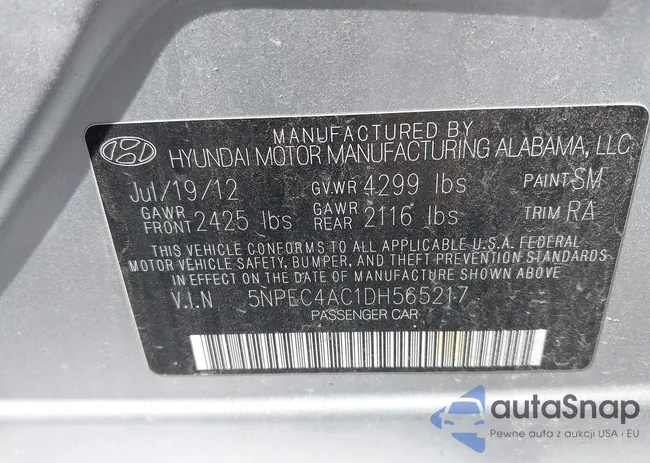 MANUFACTURED BY
HYUNDAI MOTOR MANUFACTURING ALABAMA, LLC
Jul/19/12 GVWR 4299 lbs PAINT SM
GAWR FRONT 2425 lbs GAWR REAR 2116 lbs TRIM RA
THIS VEHICLE CONFORMS TO ALL APPLICABLE U.S.A. FEDERAL
MOTOR VEHICLE SAFETY, BUMPER, AND THEFT PREVENTION STANDARDS
IN EFFECT ON THE DATE OF MANUFACTURE SHOWN ABOVE
V.I.N 5NPEC4AC1DH565217
PASSENGER CAR
autaSnap
Pewne auta z aukcji USA i EU